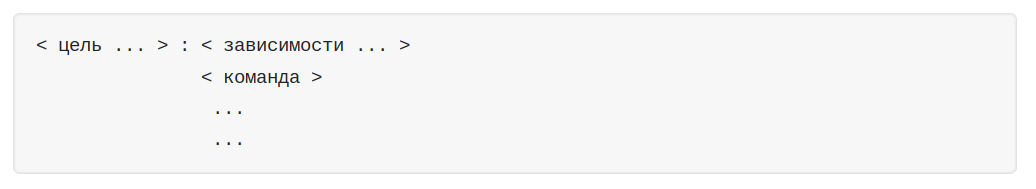 < цель ... > : < зависимости ... >
< команда >
...
...